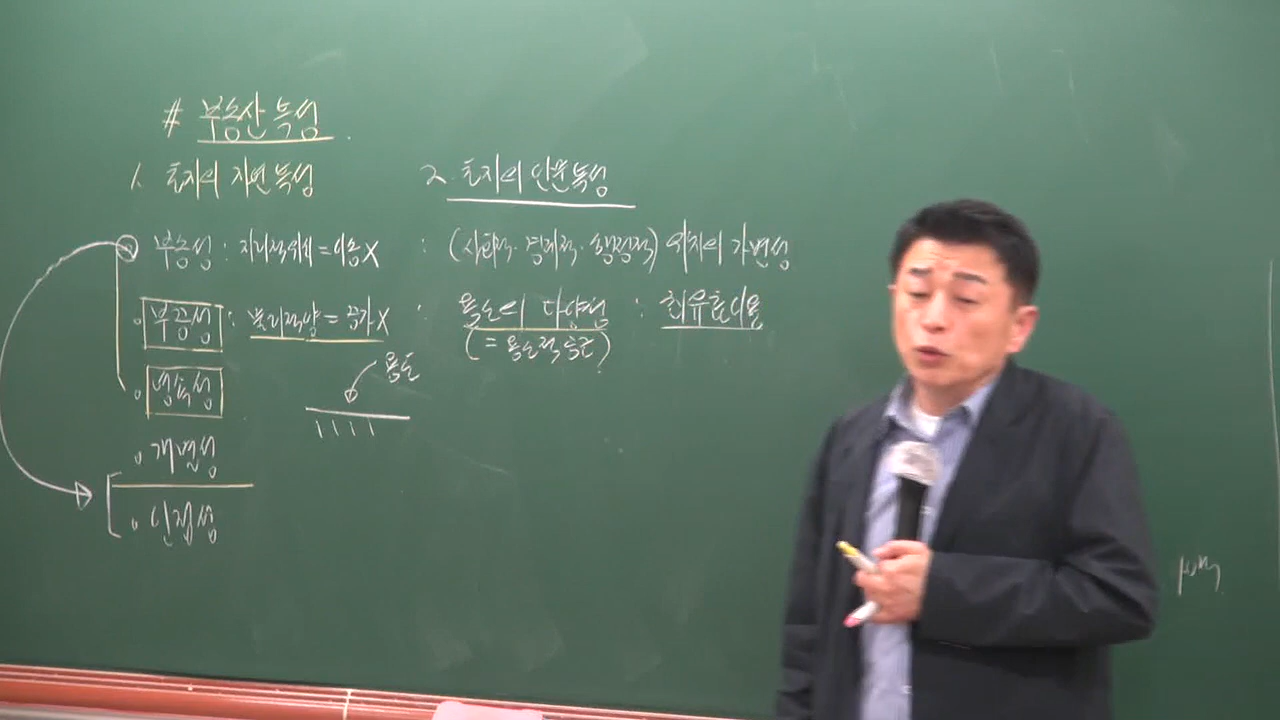 # 부동산 특성
1. 토지의 자연특성
2. 토지의 인문특성
부동성 : 지리적위치 = 이동X : (사회적·경제적·행정적) 위치의 가변성
· 부증성 : 물리적양 = 증가X : 용도의 다양성 : 최유효이용
(= 용도적 공급)
용도
· 영속성
· 개별성
· 인접성